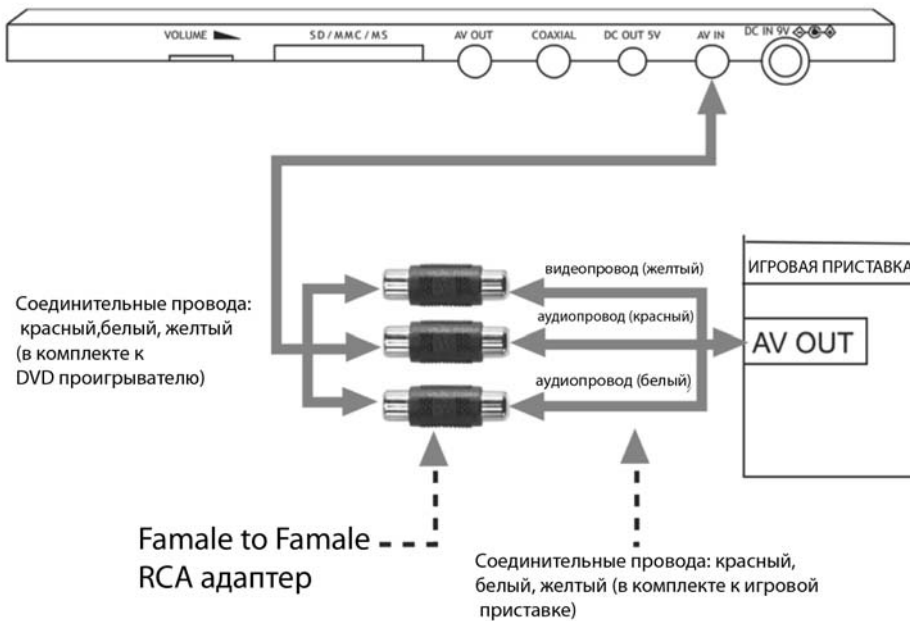 VOLUME
SD/MMC/MS
AV OUT
COAXIAL
DC OUT 5V
AV IN
DC IN 9V
видеопровод (желтый)
ИГРОВАЯ ПРИСТАВКА
Соединительные провода:
красный,белый, желтый
(в комплекте к
DVD проигрывателю)
аудиопровод (красный)
AV OUT
аудиопровод (белый)
Famale to Famale
RCA адаптер
Соединительные провода: красный,
белый, желтый (в комплекте к игровой
приставке)